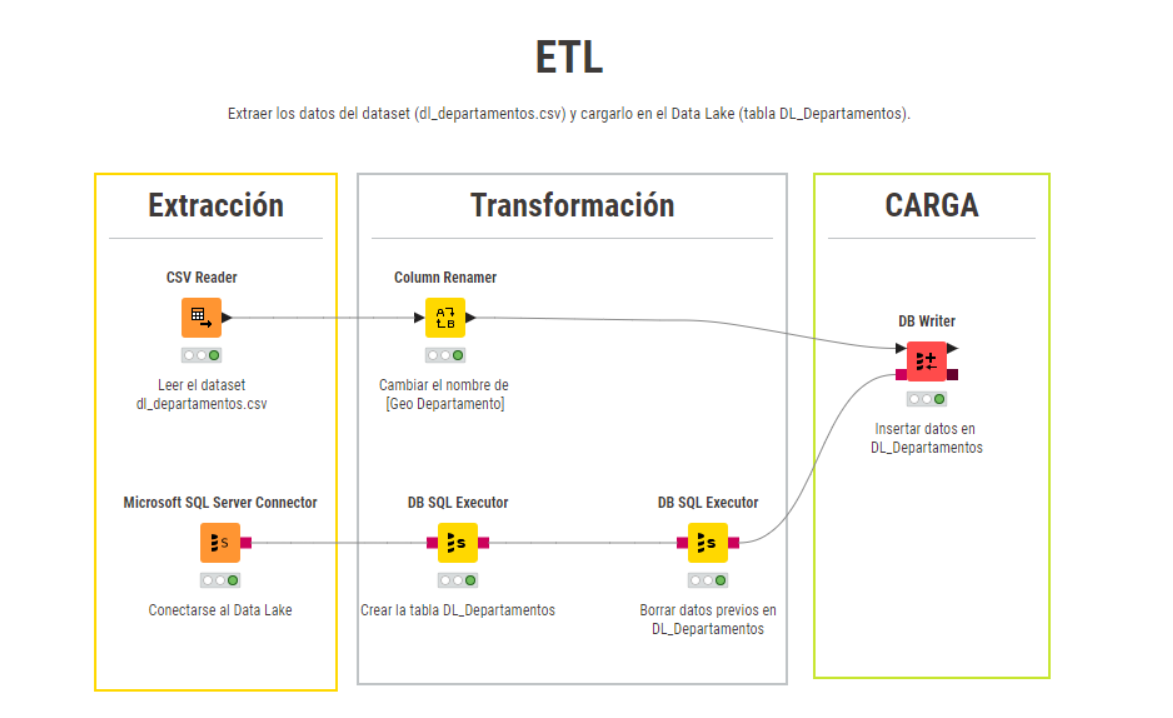 ETL
Extraer los datos del dataset (dl_departamentos.csv) y cargarlo en el Data Lake (tabla DL_Departamentos).
Extracción
Transformación
CARGA
CSV Reader
Column Renamer
DB Writer
Leer el dataset
dl_departamentos.csv
Cambiar el nombre de
[Geo Departamento]
Insertar datos en
DL_Departamentos
Microsoft SQL Server Connector
DB SQL Executor
DB SQL Executor
Conectarse al Data Lake
Crear la tabla DL_Departamentos
Borrar datos previos en
DL_Departamentos